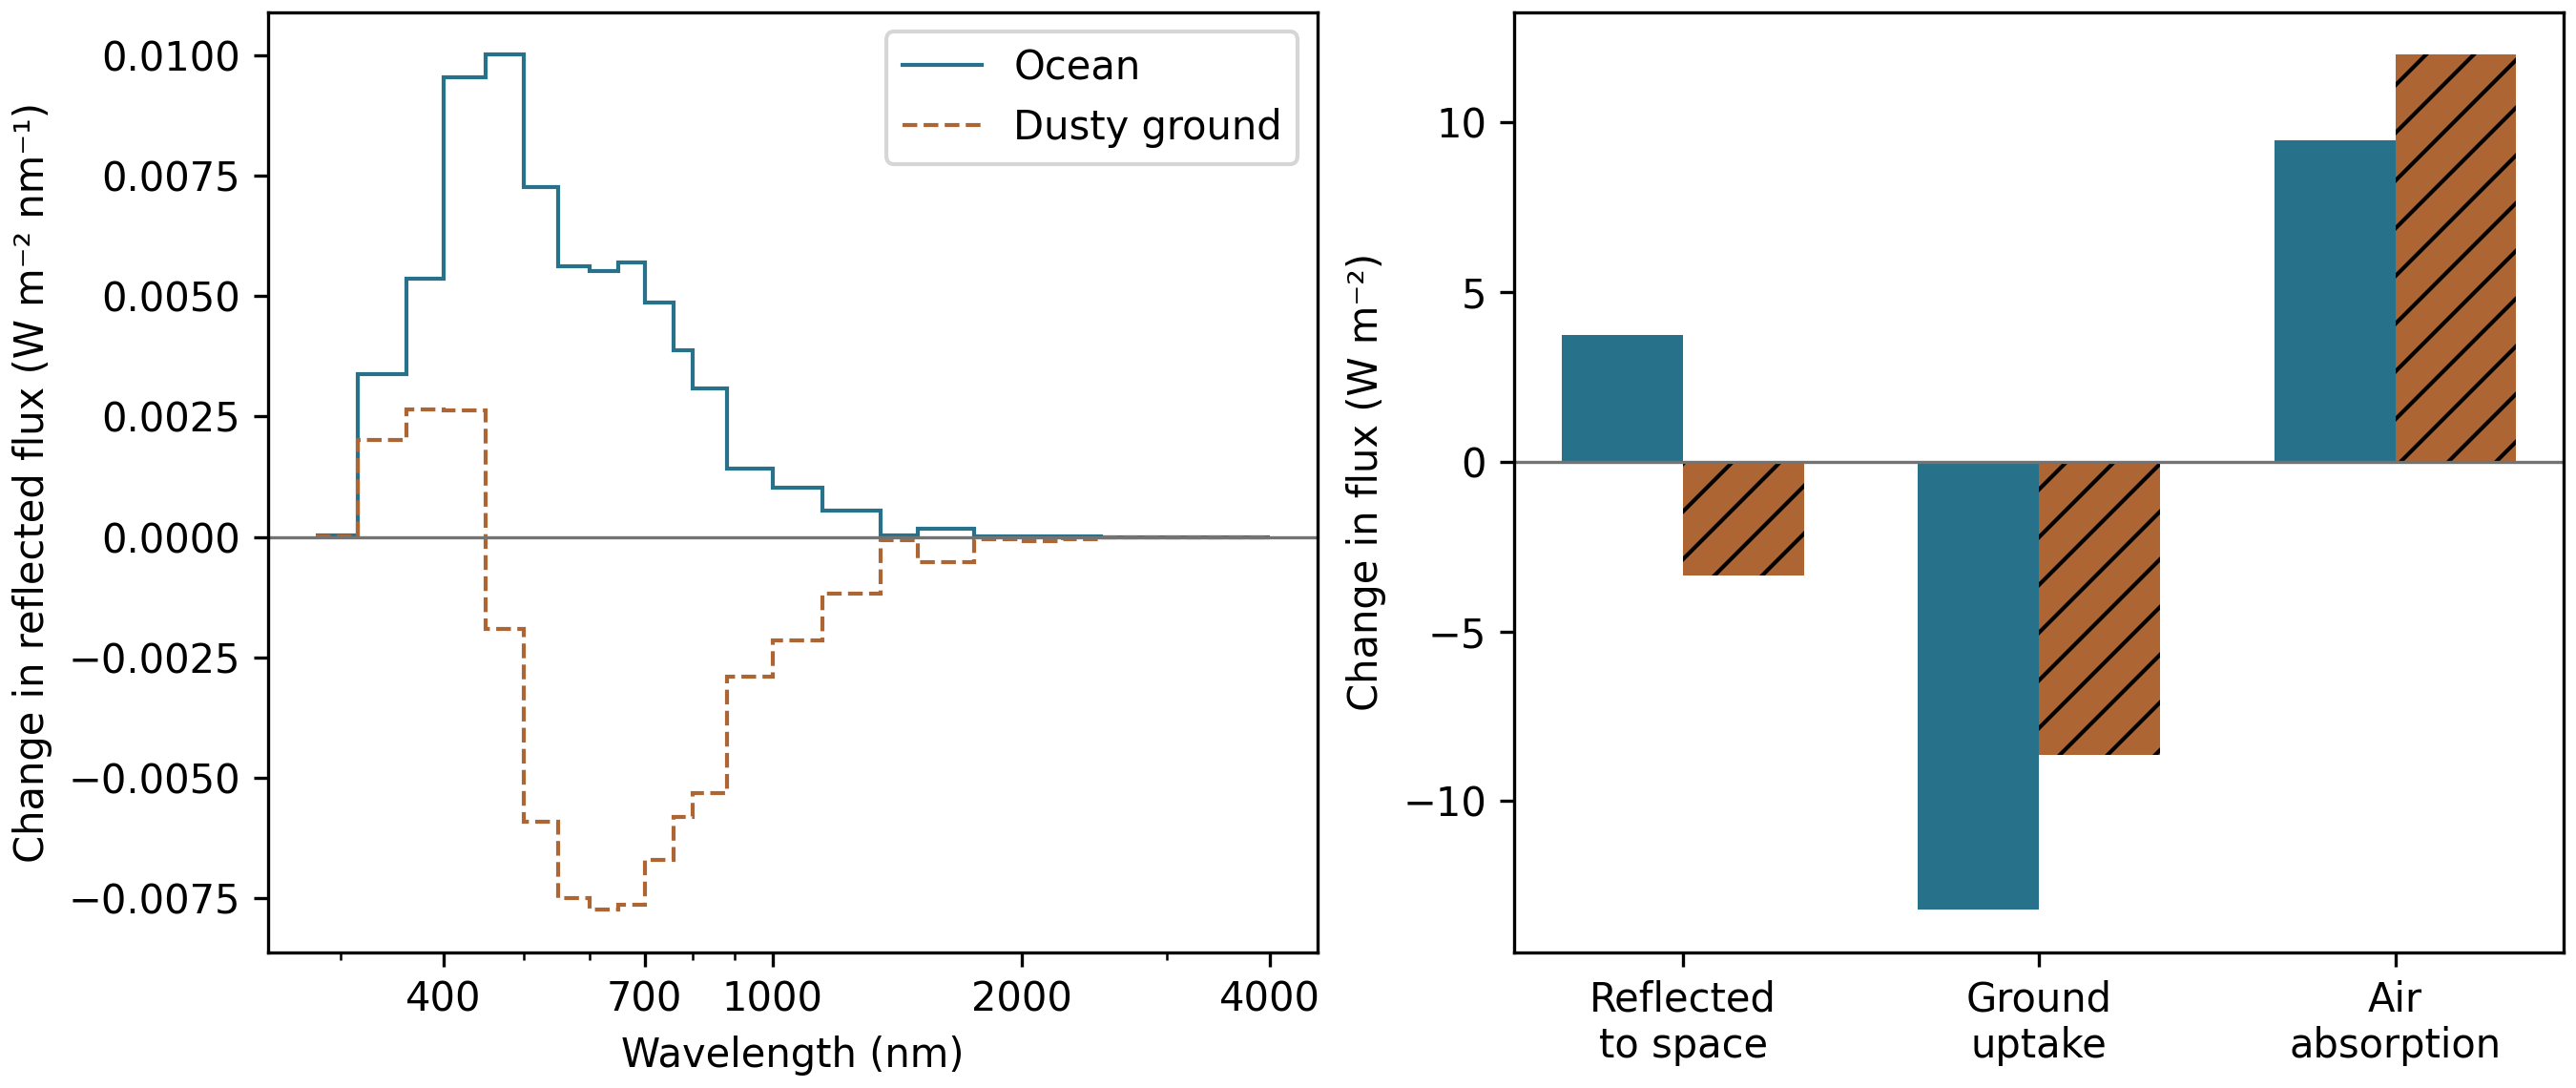 Change in reflected flux (W m⁻² nm⁻¹)
0.0100
0.0075
0.0050
0.0025
0.0000
−0.0025
−0.0050
−0.0075
400
700
1000
2000
4000
Wavelength (nm)
Ocean
Dusty ground
Change in flux (W m⁻²)
10
5
0
−5
−10
Reflected
to space
Ground
uptake
Air
absorption